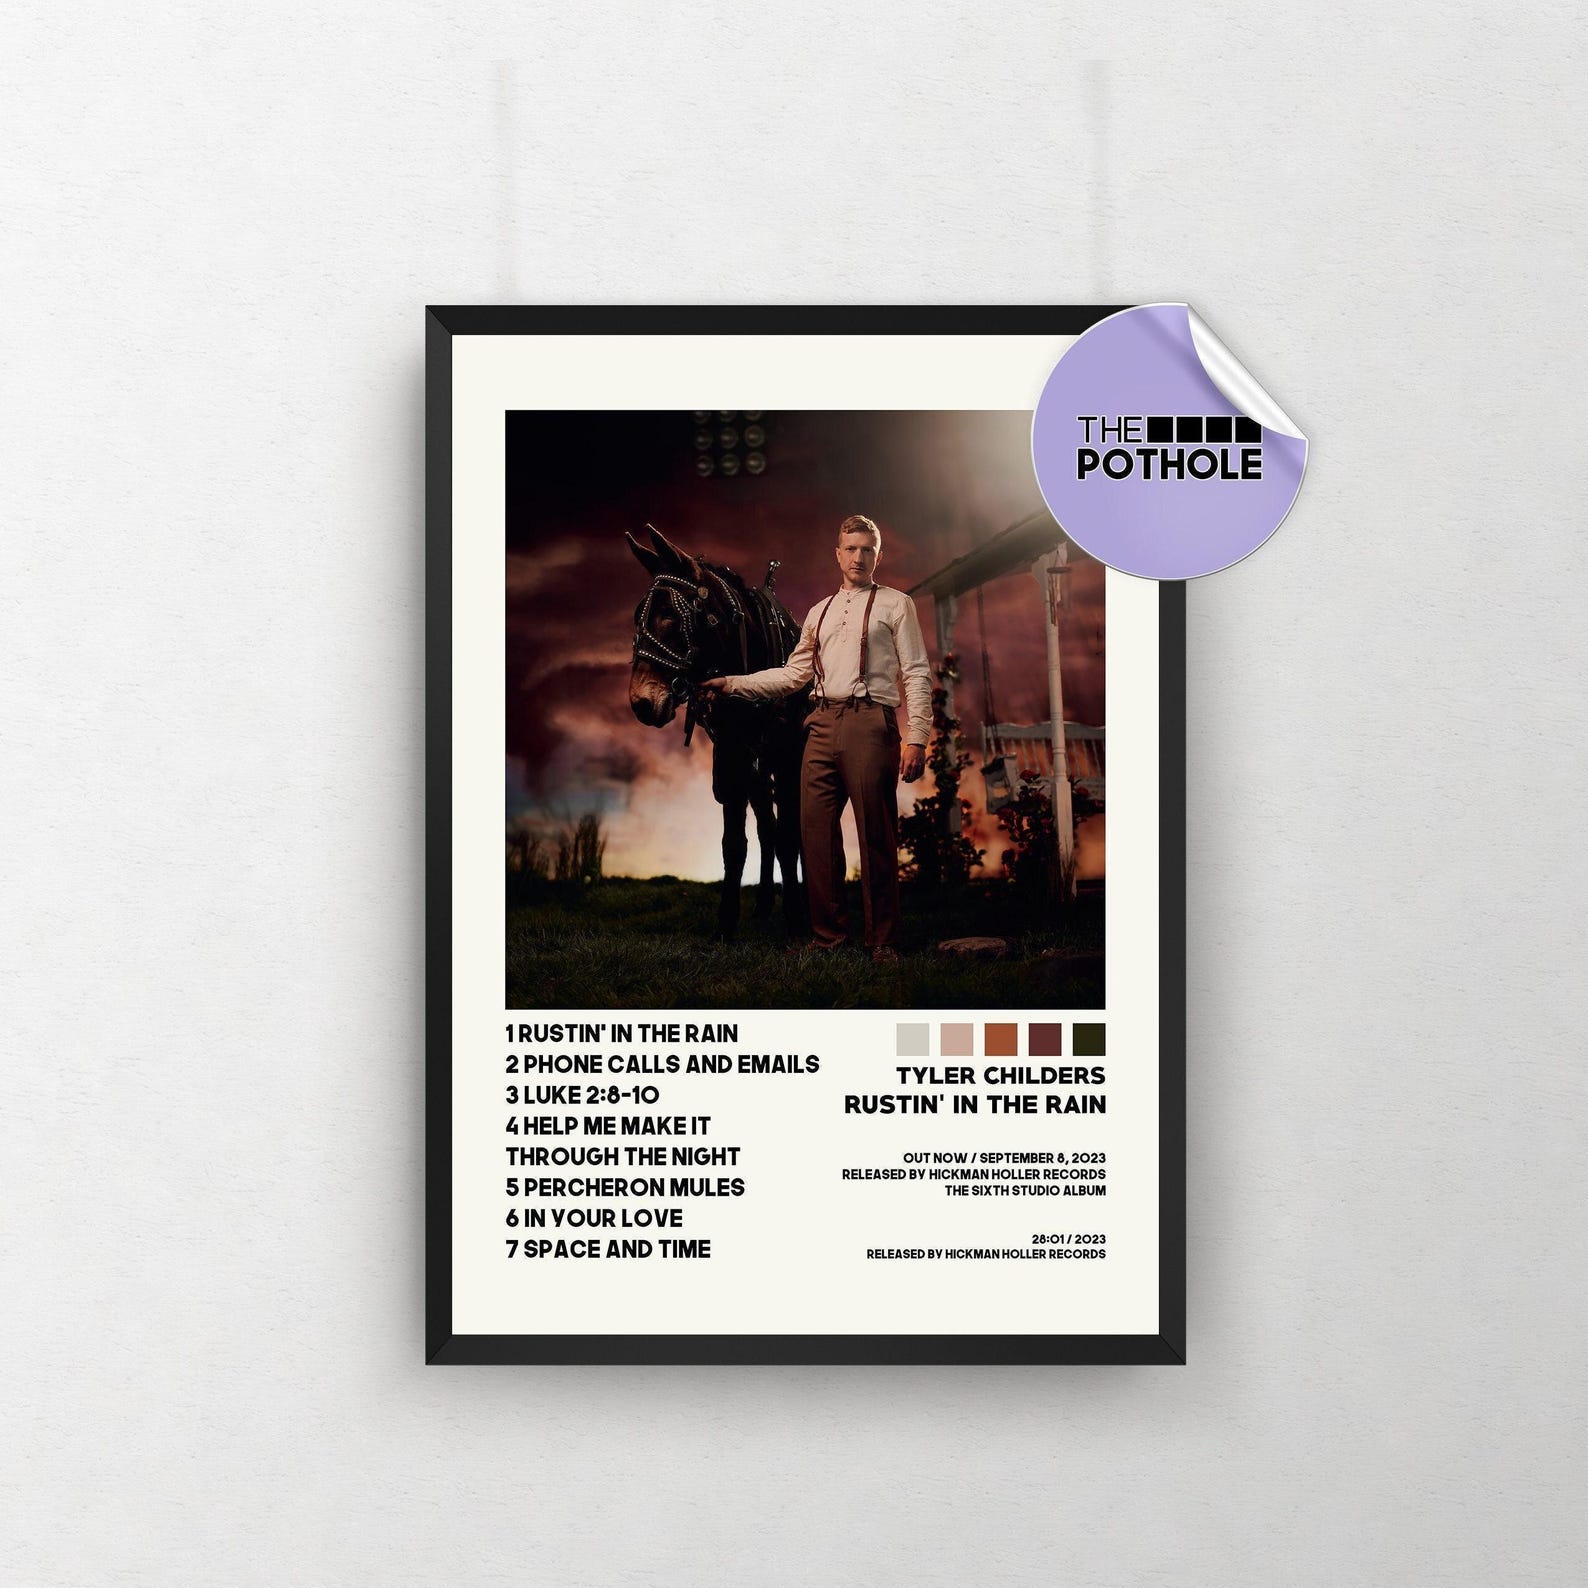 THE
POTHOLE
1 RUSTIN' IN THE RAIN
2 PHONE CALLS AND EMAILS
3 LUKE 2:8-10
4 HELP ME MAKE IT
THROUGH THE NIGHT
5 PERCHERON MULES
6 IN YOUR LOVE
7 SPACE AND TIME
TYLER CHILDERS
RUSTIN' IN THE RAIN
OUT NOW / SEPTEMBER 8, 2023
RELEASED BY HICKMAN HOLLER RECORDS
THE SIXTH STUDIO ALBUM
28:01 / 2023
RELEASED BY HICKMAN HOLLER RECORDS